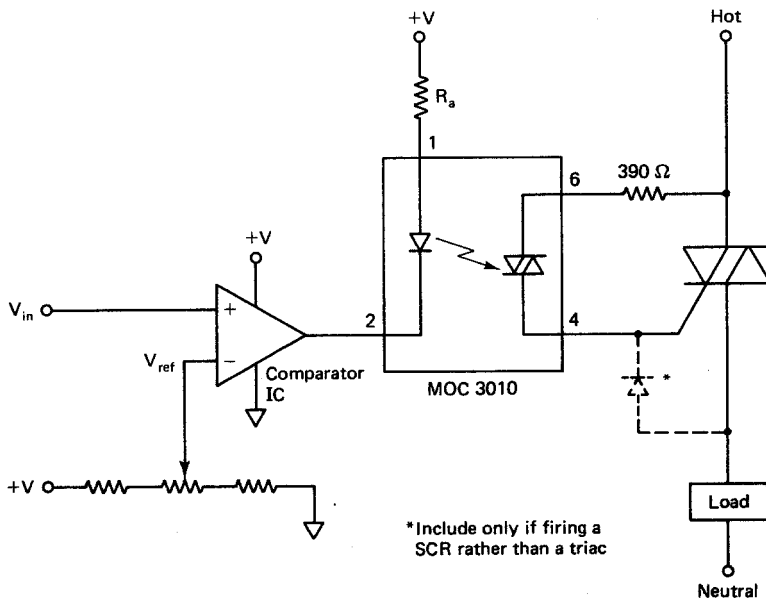 +V
Hot
R_a
1
6
390 Ω
+V
V_in
+
2
4
V_ref
−
Comparator
IC
MOC 3010
*
+V
Load
*Include only if firing a
SCR rather than a triac
Neutral